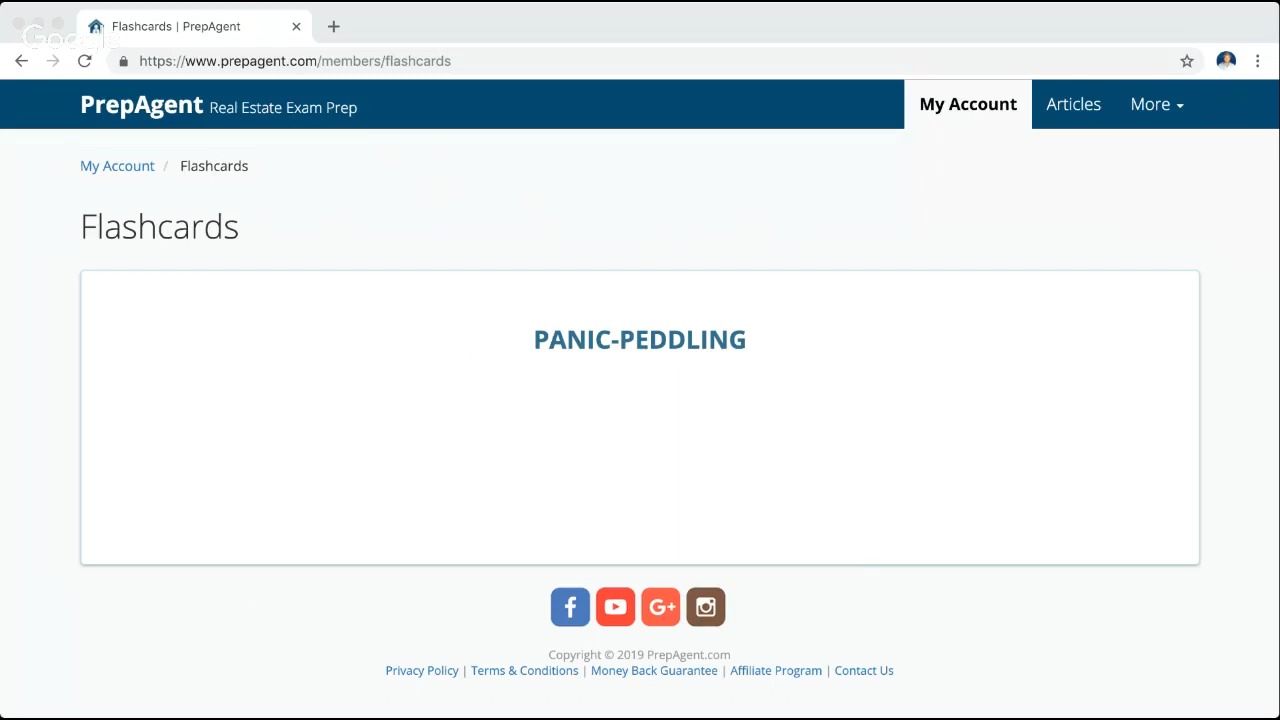 Flashcards | PrepAgent
Google
https://www.prepagent.com/members/flashcards
PrepAgent Real Estate Exam Prep
My Account
Articles
More
My Account / Flashcards
Flashcards
PANIC-PEDDLING
Copyright © 2019 PrepAgent.com
Privacy Policy | Terms & Conditions | Money Back Guarantee | Affiliate Program | Contact Us